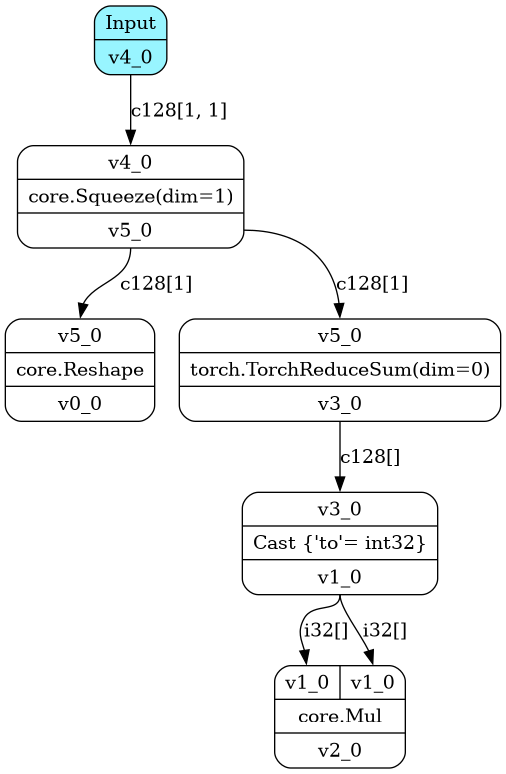 Input
v4_0
c128[1, 1]
v4_0
core.Squeeze(dim=1)
v5_0
c128[1]
c128[1]
v5_0
core.Reshape
v0_0
v5_0
torch.TorchReduceSum(dim=0)
v3_0
c128[]
v3_0
Cast {'to'= int32}
v1_0
i32[] i32[]
v1_0 v1_0
core.Mul
v2_0